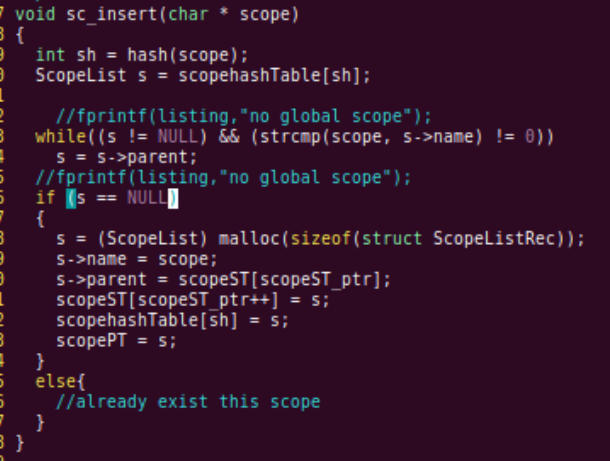 7 void sc_insert(char * scope)
8 {
9   int sh = hash(scope);
0   ScopeList s = scopehashTable[sh];
1
2     //fprintf(listing,"no global scope");
3   while((s != NULL) && (strcmp(scope, s->name) != 0))
4     s = s->parent;
5   //fprintf(listing,"no global scope");
6   if (s == NULL)
7   {
8     s = (ScopeList) malloc(sizeof(struct ScopeListRec));
9     s->name = scope;
0     s->parent = scopeST[scopeST_ptr];
1     scopeST[scopeST_ptr++] = s;
2     scopehashTable[sh] = s;
3     scopePT = s;
4   }
5   else{
6     //already exist this scope
7   }
8 }